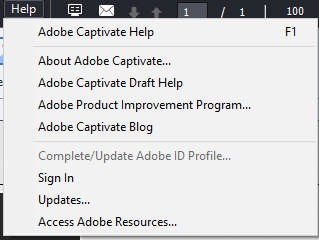 Help 1 / 1 100
Adobe Captivate Help F1
About Adobe Captivate...
Adobe Captivate Draft Help
Adobe Product Improvement Program...
Adobe Captivate Blog
Complete/Update Adobe ID Profile...
Sign In
Updates...
Access Adobe Resources...